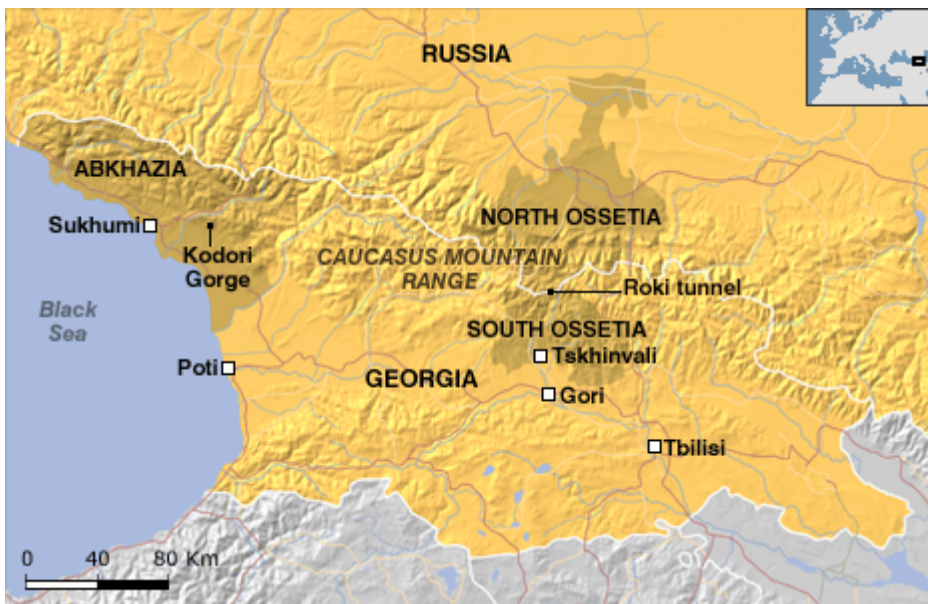 RUSSIA
ABKHAZIA
NORTH OSSETIA
Sukhumi
Kodori
Gorge
CAUCASUS MOUNTAIN
RANGE
Roki tunnel
Black
Sea
SOUTH OSSETIA
Tskhinvali
Poti
GEORGIA
Gori
Tbilisi
0 40 80 Km